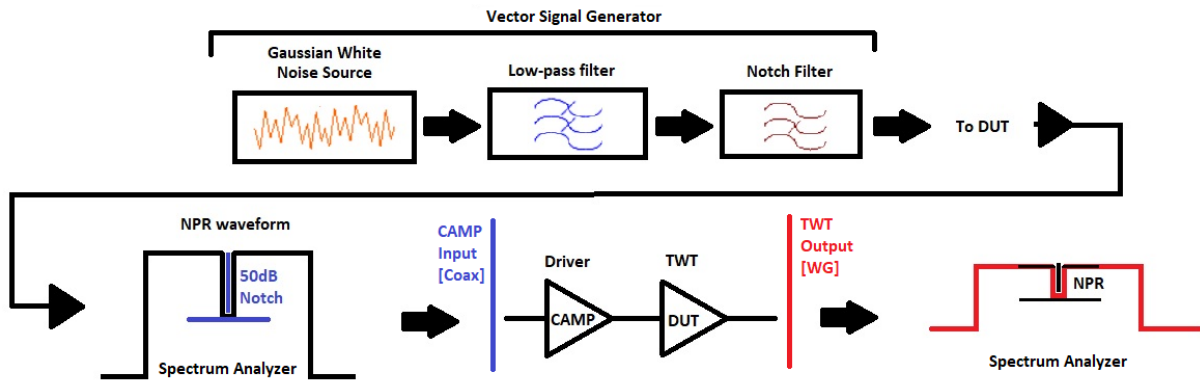 Vector Signal Generator
Gaussian White
Noise Source
Low-pass filter
Notch Filter
To DUT
NPR waveform
50dB
Notch
Spectrum Analyzer
CAMP
Input
[Coax]
Driver
CAMP
TWT
DUT
TWT
Output
[WG]
NPR
Spectrum Analyzer